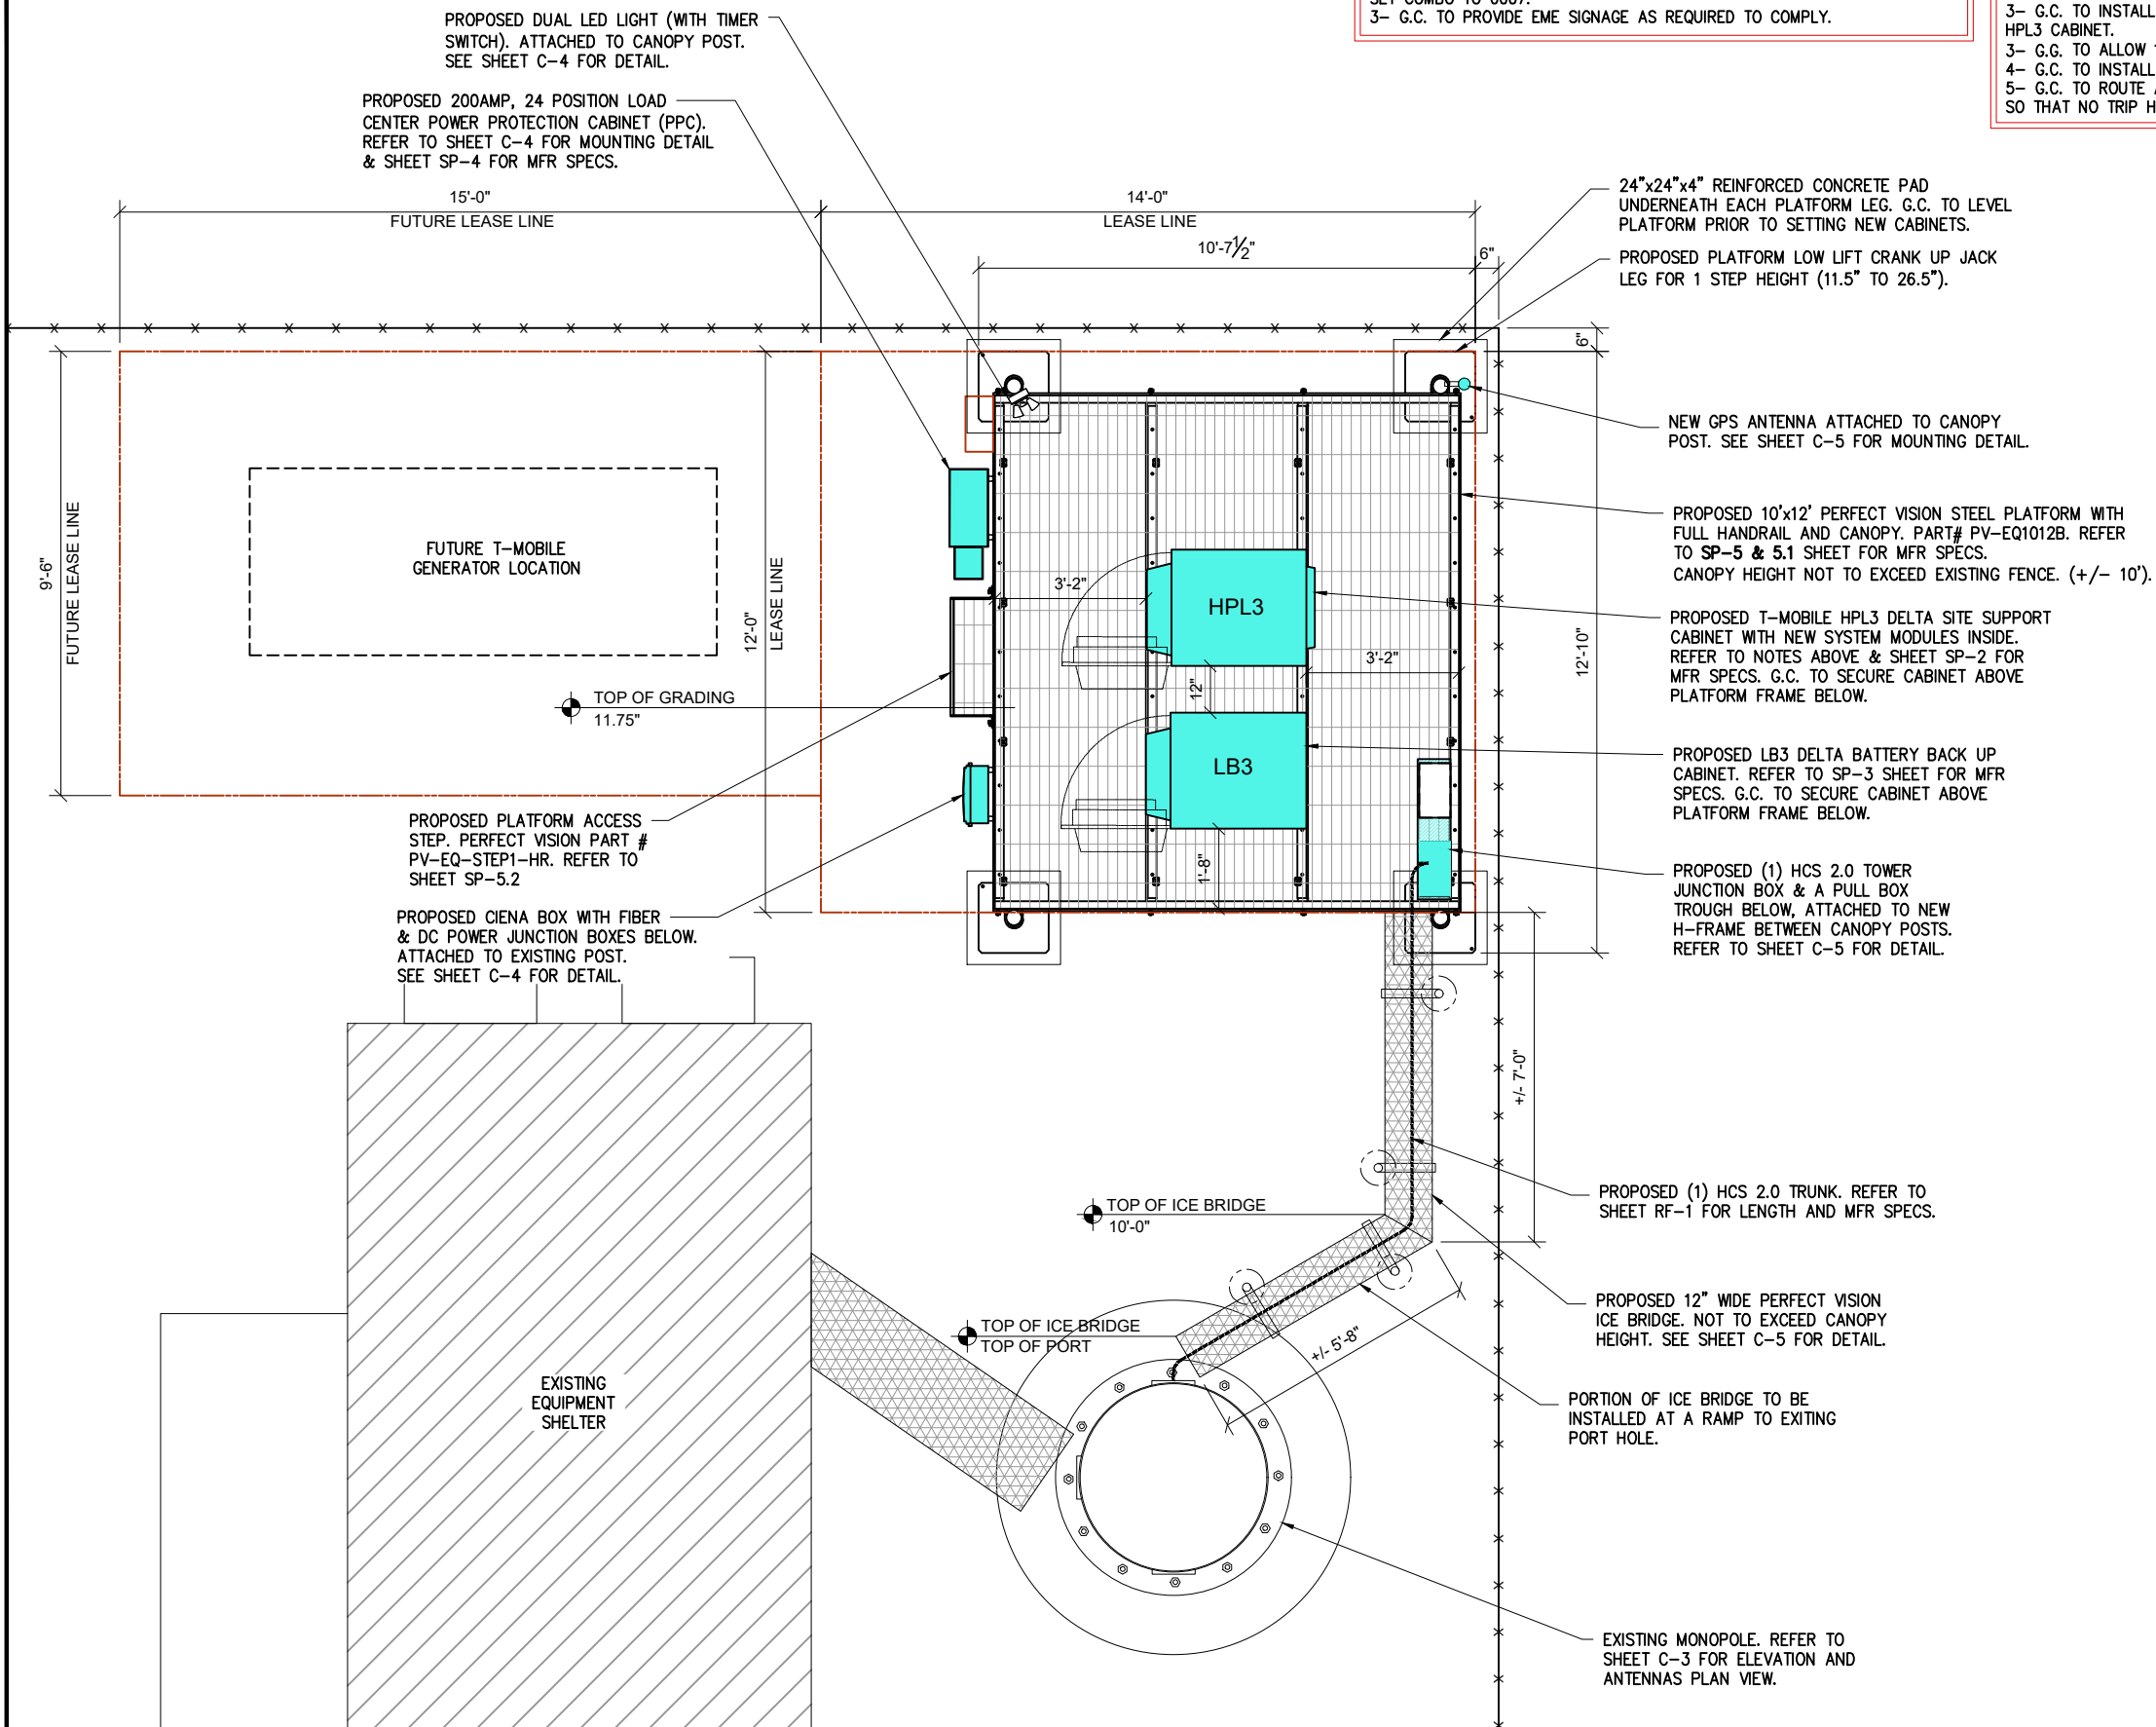 PROPOSED DUAL LED LIGHT (WITH TIMER
SWITCH). ATTACHED TO CANOPY POST.
SEE SHEET C-4 FOR DETAIL.
3- G.C. TO PROVIDE EME SIGNAGE AS REQUIRED TO COMPLY.
3- G.C. TO INSTALL
HPL3 CABINET.
3- G.G. TO ALLOW
4- G.C. TO INSTALL
5- G.C. TO ROUTE
SO THAT NO TRIP
PROPOSED 200AMP, 24 POSITION LOAD
CENTER POWER PROTECTION CABINET (PPC).
REFER TO SHEET C-4 FOR MOUNTING DETAIL
& SHEET SP-4 FOR MFR SPECS.
15'-0"
FUTURE LEASE LINE
14'-0"
LEASE LINE
10'-7½"
6"
24"x24"x4" REINFORCED CONCRETE PAD
UNDERNEATH EACH PLATFORM LEG. G.C. TO LEVEL
PLATFORM PRIOR TO SETTING NEW CABINETS.
PROPOSED PLATFORM LOW LIFT CRANK UP JACK
LEG FOR 1 STEP HEIGHT (11.5" TO 26.5").
6"
NEW GPS ANTENNA ATTACHED TO CANOPY
POST. SEE SHEET C-5 FOR MOUNTING DETAIL.
PROPOSED 10'x12' PERFECT VISION STEEL PLATFORM WITH
FULL HANDRAIL AND CANOPY. PART# PV-EQ1012B. REFER
TO SP-5 & 5.1 SHEET FOR MFR SPECS.
CANOPY HEIGHT NOT TO EXCEED EXISTING FENCE. (+/- 10').
9'-6"
FUTURE LEASE LINE
FUTURE T-MOBILE
GENERATOR LOCATION
12'-0"
LEASE LINE
3'-2"
HPL3
3'-2"
12"
12'-10"
PROPOSED T-MOBILE HPL3 DELTA SITE SUPPORT
CABINET WITH NEW SYSTEM MODULES INSIDE.
REFER TO NOTES ABOVE & SHEET SP-2 FOR
MFR SPECS. G.C. TO SECURE CABINET ABOVE
PLATFORM FRAME BELOW.
TOP OF GRADING
11.75"
LB3
1'-8"
PROPOSED LB3 DELTA BATTERY BACK UP
CABINET. REFER TO SP-3 SHEET FOR MFR
SPECS. G.C. TO SECURE CABINET ABOVE
PLATFORM FRAME BELOW.
PROPOSED PLATFORM ACCESS
STEP. PERFECT VISION PART #
PV-EQ-STEP1-HR. REFER TO
SHEET SP-5.2
PROPOSED (1) HCS 2.0 TOWER
JUNCTION BOX & A PULL BOX
TROUGH BELOW, ATTACHED TO NEW
H-FRAME BETWEEN CANOPY POSTS.
REFER TO SHEET C-5 FOR DETAIL.
PROPOSED CIENA BOX WITH FIBER
& DC POWER JUNCTION BOXES BELOW.
ATTACHED TO EXISTING POST.
SEE SHEET C-4 FOR DETAIL.
+/- 7'-0"
PROPOSED (1) HCS 2.0 TRUNK. REFER TO
SHEET RF-1 FOR LENGTH AND MFR SPECS.
TOP OF ICE BRIDGE
10'-0"
PROPOSED 12" WIDE PERFECT VISION
ICE BRIDGE. NOT TO EXCEED CANOPY
HEIGHT. SEE SHEET C-5 FOR DETAIL.
TOP OF ICE BRIDGE
TOP OF PORT
+/- 5'-8"
EXISTING
EQUIPMENT
SHELTER
PORTION OF ICE BRIDGE TO BE
INSTALLED AT A RAMP TO EXITING
PORT HOLE.
EXISTING MONOPOLE. REFER TO
SHEET C-3 FOR ELEVATION AND
ANTENNAS PLAN VIEW.